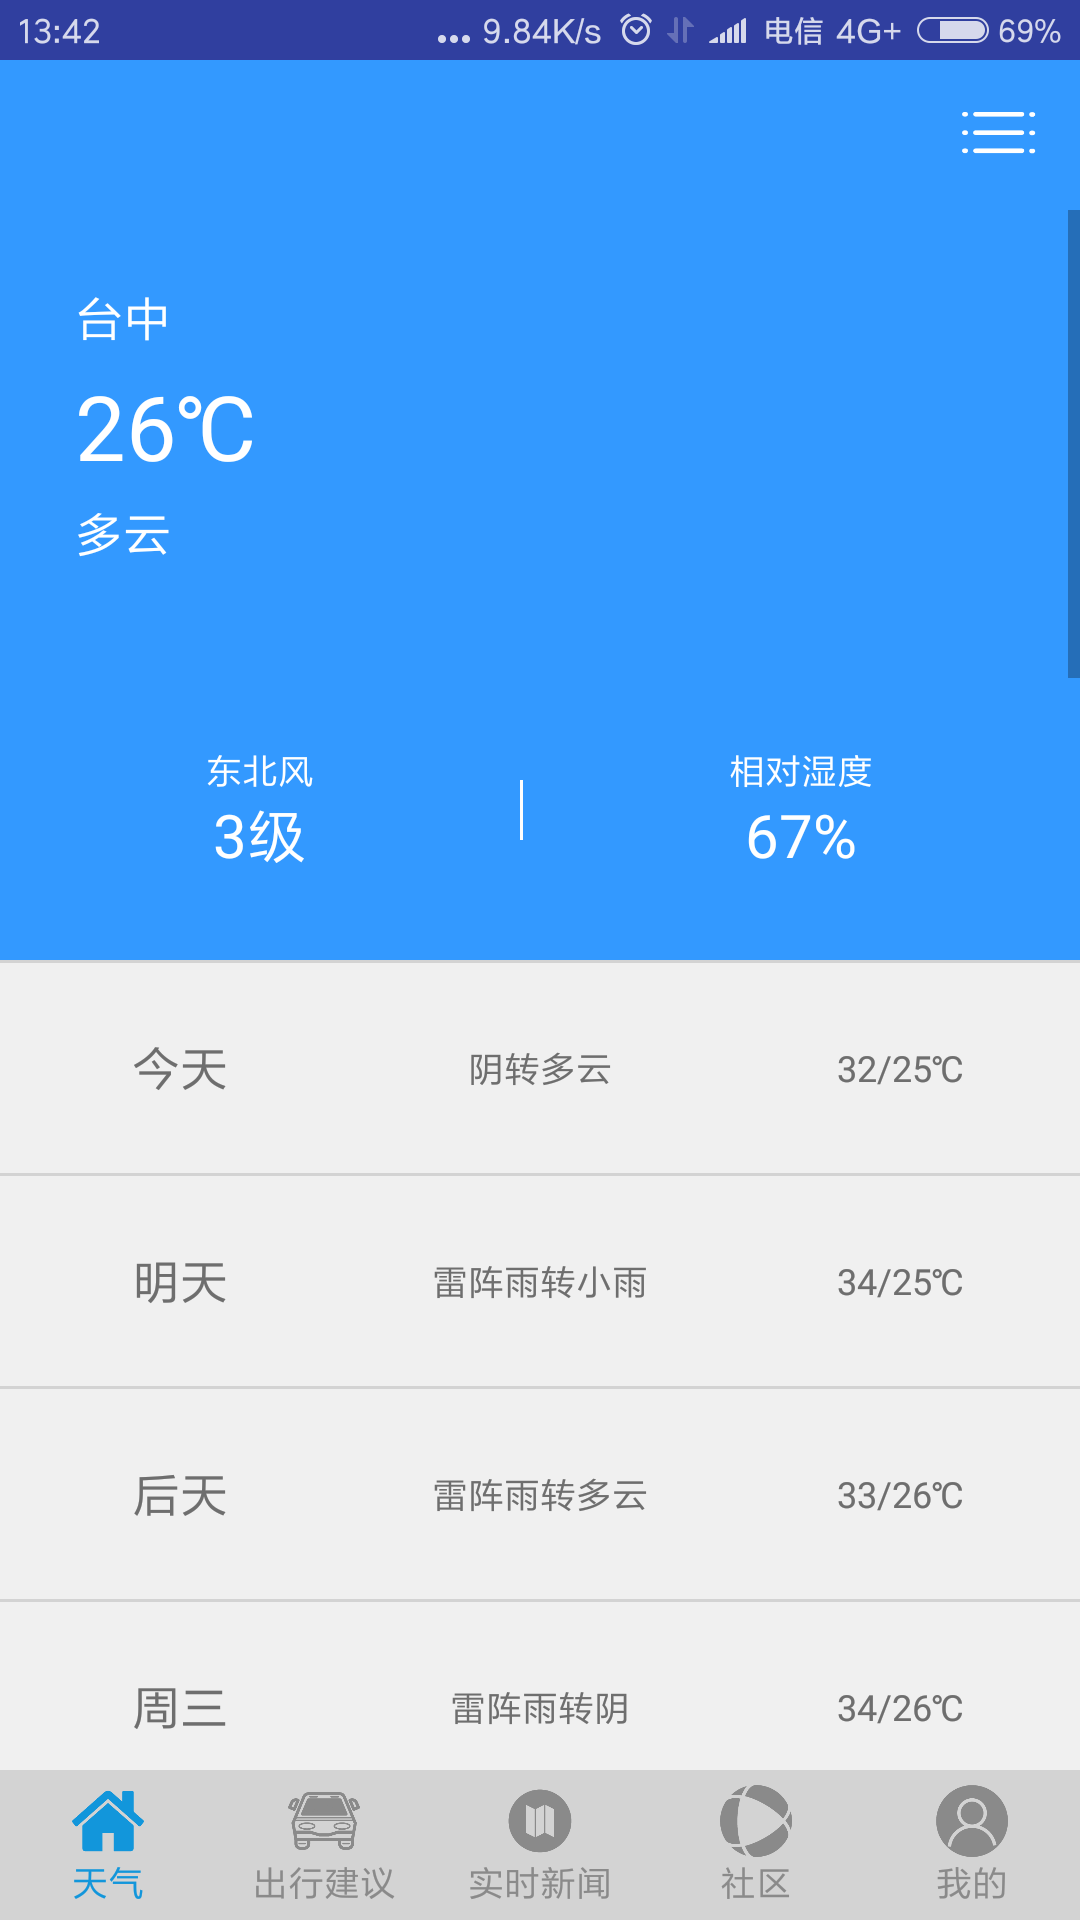 13:42 ... 9.84K/s 电信 4G+ 69%
台中
26℃
多云
东北风 相对湿度
3级 67%
今天 阴转多云 32/25℃
明天 雷阵雨转小雨 34/25℃
后天 雷阵雨转多云 33/26℃
周三 雷阵雨转阴 34/26℃
天气 出行建议 实时新闻 社区 我的